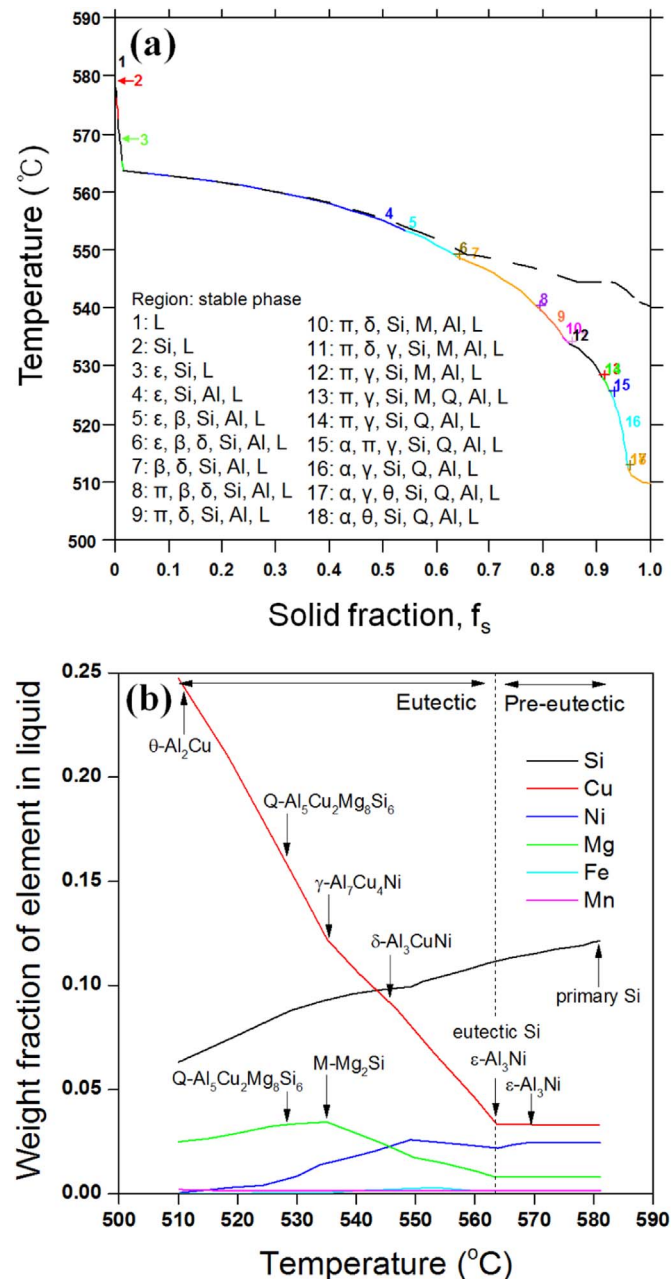 (a)
590
580
570
560
550
540
530
520
510
500
Temperature (℃)
1
2
3
4
5
6
7
8
9
10
12
15
16
Region: stable phase
1: L
2: Si, L
3: ε, Si, L
4: ε, Si, Al, L
5: ε, β, Si, Al, L
6: ε, β, δ, Si, Al, L
7: β, δ, Si, Al, L
8: π, β, δ, Si, Al, L
9: π, δ, Si, Al, L
10: π, δ, Si, M, Al, L
11: π, δ, γ, Si, M, Al, L
12: π, γ, Si, M, Al, L
13: π, γ, Si, M, Q, Al, L
14: π, γ, Si, Q, Al, L
15: α, π, γ, Si, Q, Al, L
16: α, γ, Si, Q, Al, L
17: α, γ, θ, Si, Q, Al, L
18: α, θ, Si, Q, Al, L
0 0.1 0.2 0.3 0.4 0.5 0.6 0.7 0.8 0.9 1.0
Solid fraction, fs
(b)
0.25
0.20
0.15
0.10
0.05
0.00
Weight fraction of element in liquid
Eutectic
Pre-eutectic
θ-Al2Cu
Q-Al5Cu2Mg8Si6
γ-Al7Cu4Ni
δ-Al3CuNi
Si
Cu
Ni
Mg
Fe
Mn
primary Si
eutectic Si
ε-Al3Ni
ε-Al3Ni
M-Mg2Si
Q-Al5Cu2Mg8Si6
500 510 520 530 540 550 560 570 580 590
Temperature (oC)